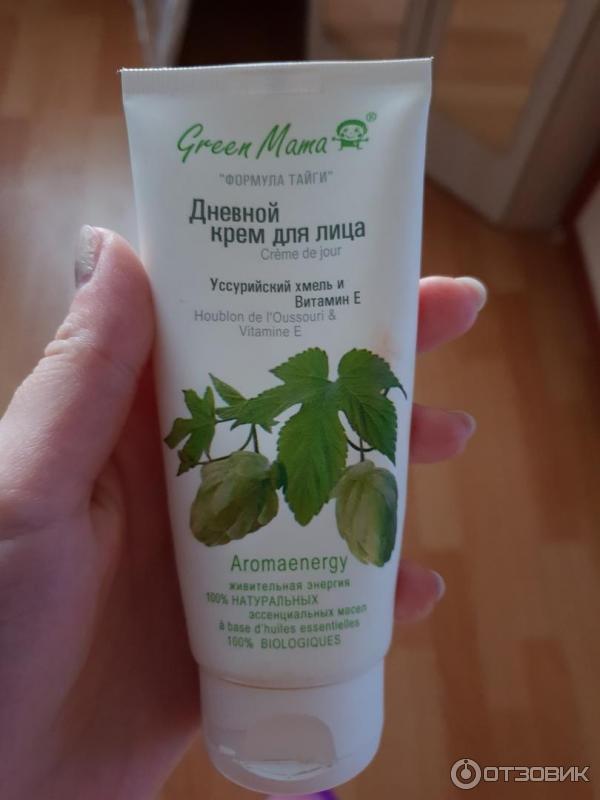 Green Mama®
"ФОРМУЛА ТАЙГИ"
Дневной
крем для лица
Crème de jour
Уссурийский хмель и
Витамин Е
Houblon de l'Oussouri &
Vitamine E
Aromaenergy
живительная энергия
100% НАТУРАЛЬНЫХ
эссенциальных масел
à base d'huiles essentielles
100% BIOLOGIQUES
ОТЗОВИК